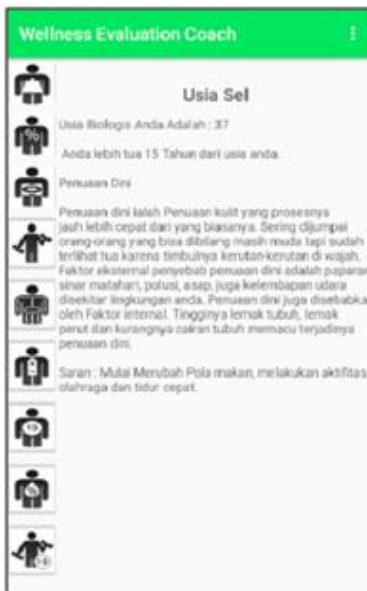 Wellness Evaluation Coach
Usia Sel
Usia Biologis Anda Adalah : 37
Anda lebih tua 15 Tahun dari usia anda.
Penuaan Dini
Penuaan dini ialah Penuaan kulit yang prosesnya
jauh lebih cepat dari yang biasanya. Sering dijumpai
orang-orang yang bisa dibilang masih muda tapi sudah
terlihat tua karena timbulnya kerutan-kerutan di wajah.
Faktor eksternal penyebab penuaan dini adalah paparan
sinar matahari, polusi, asap, juga kelembapan udara
disekitar lingkungan anda. Penuaan dini juga disebabka
oleh Faktor internal. Tingginya lemak tubuh, lemak
perut dan kurangnya cairan tubuh memacu terjadinya
penuaan dini.
Saran : Mulai Merubah Pola makan, melakukan aktifitas
olahraga dan tidur cepat.